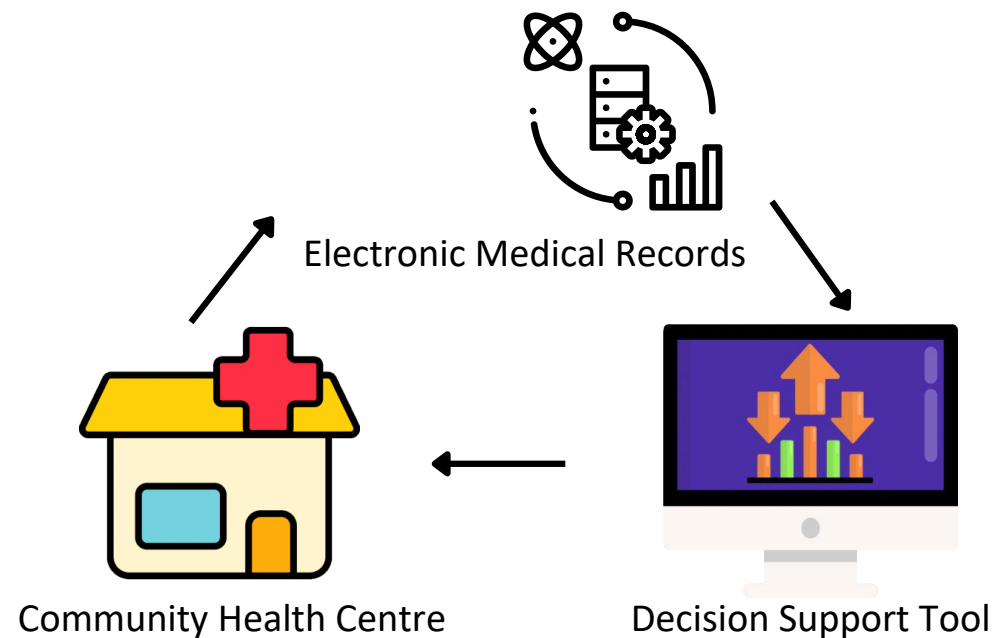 Electronic Medical Records
Community Health Centre
Decision Support Tool